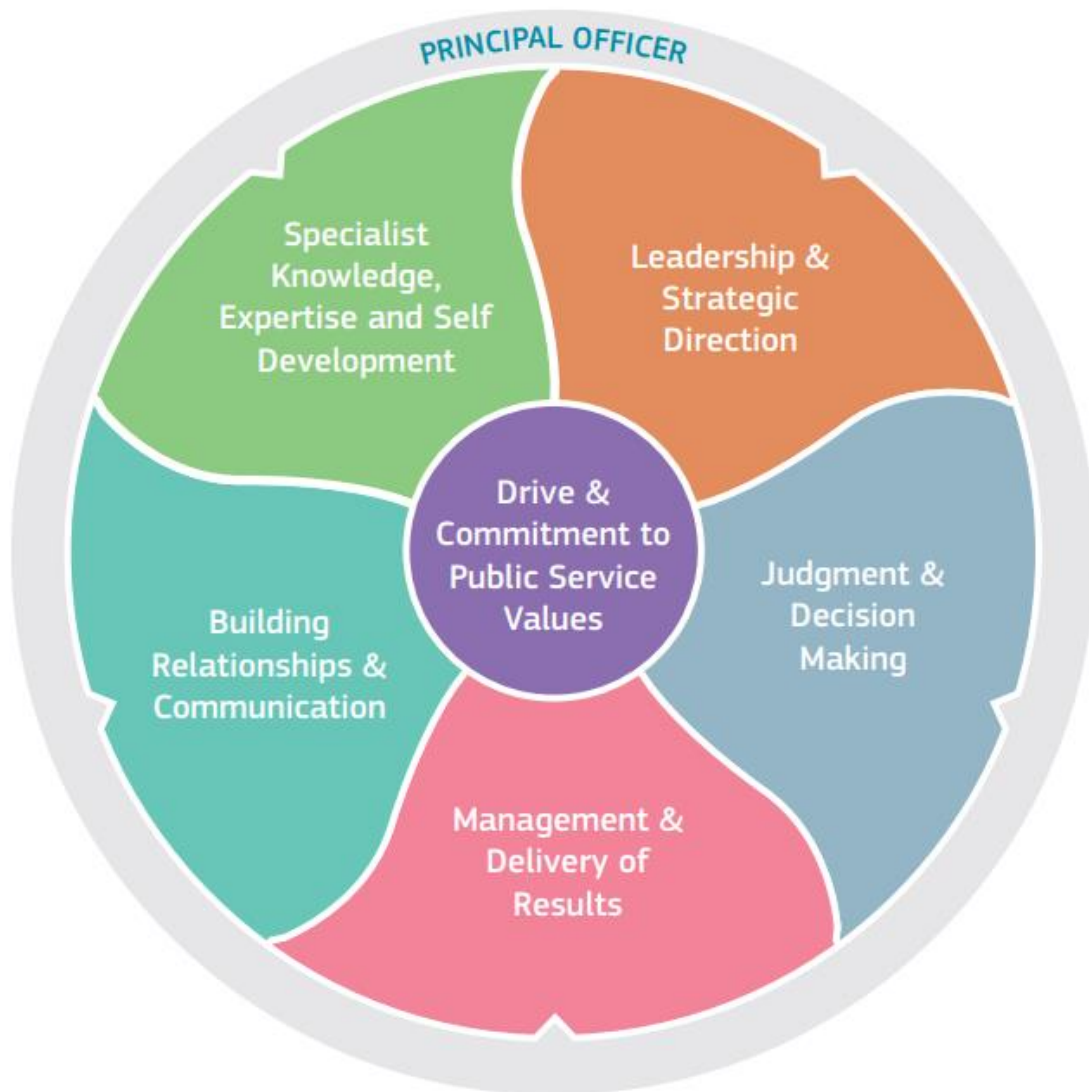 PRINCIPAL OFFICER
Specialist
Knowledge,
Expertise and Self
Development
Leadership &
Strategic
Direction
Drive &
Commitment to
Public Service
Values
Judgment &
Decision
Making
Building
Relationships &
Communication
Management &
Delivery of
Results